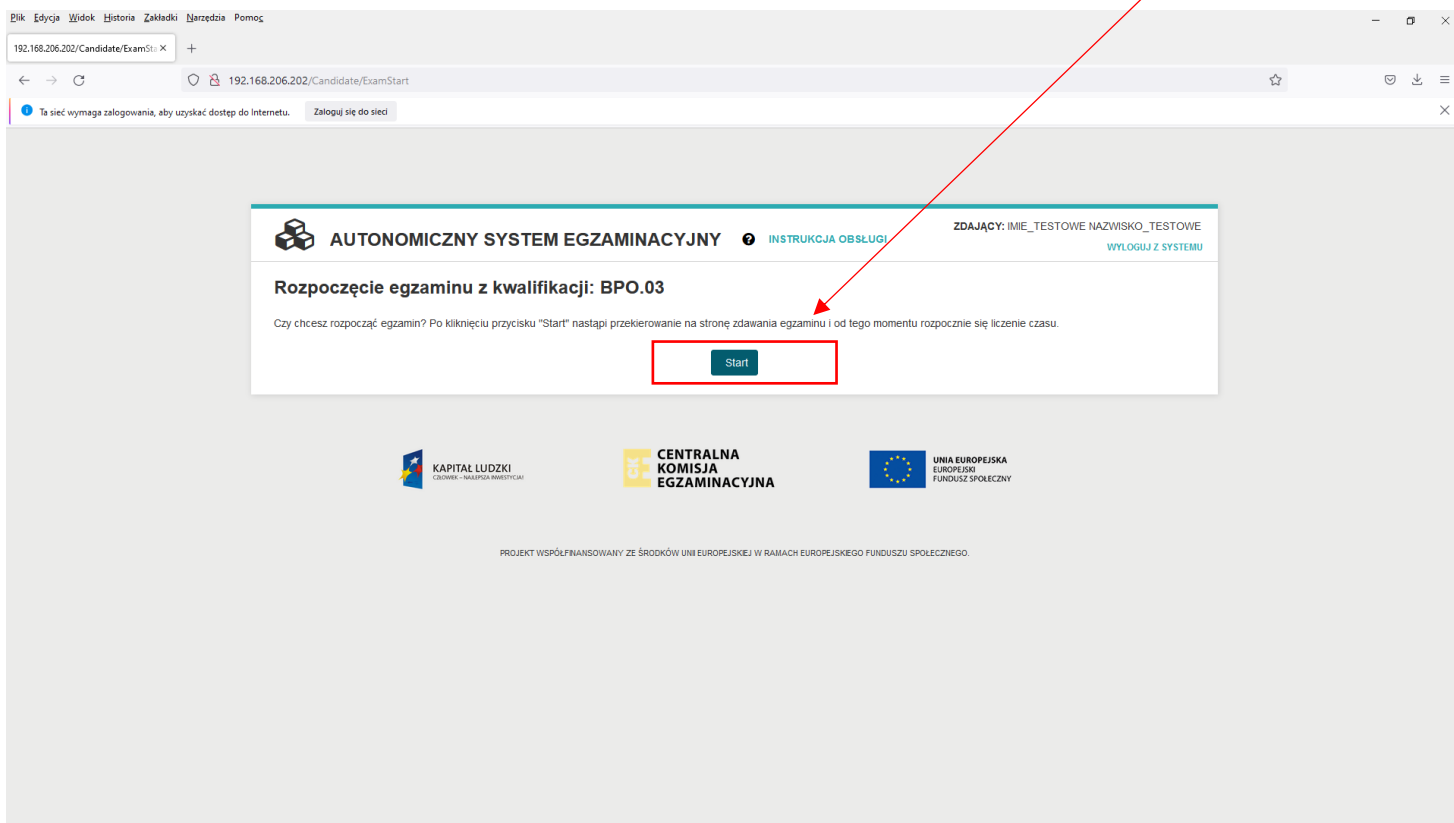 Plik Edycja Widok Historia Zakładki Narzędzia Pomoc
192.168.206.202/Candidate/ExamSta
192.168.206.202/Candidate/ExamStart
Ta sieć wymaga zalogowania, aby uzyskać dostęp do Internetu. Zaloguj się do sieci
AUTONOMICZNY SYSTEM EGZAMINACYJNY ? INSTRUKCJA OBSŁUGI
ZDAJĄCY: IMIE_TESTOWE NAZWISKO_TESTOWE
WYLOGUJ Z SYSTEMU
Rozpoczęcie egzaminu z kwalifikacji: BPO.03
Czy chcesz rozpocząć egzamin? Po kliknięciu przycisku "Start" nastąpi przekierowanie na stronę zdawania egzaminu i od tego momentu rozpocznie się liczenie czasu.
Start
KAPITAŁ LUDZKI
CZŁOWIEK – NAJLEPSZA INWESTYCJA!
CKE
CENTRALNA
KOMISJA
EGZAMINACYJNA
UNIA EUROPEJSKA
EUROPEJSKI
FUNDUSZ SPOŁECZNY
PROJEKT WSPÓŁFINANSOWANY ZE ŚRODKÓW UNII EUROPEJSKIEJ W RAMACH EUROPEJSKIEGO FUNDUSZU SPOŁECZNEGO.